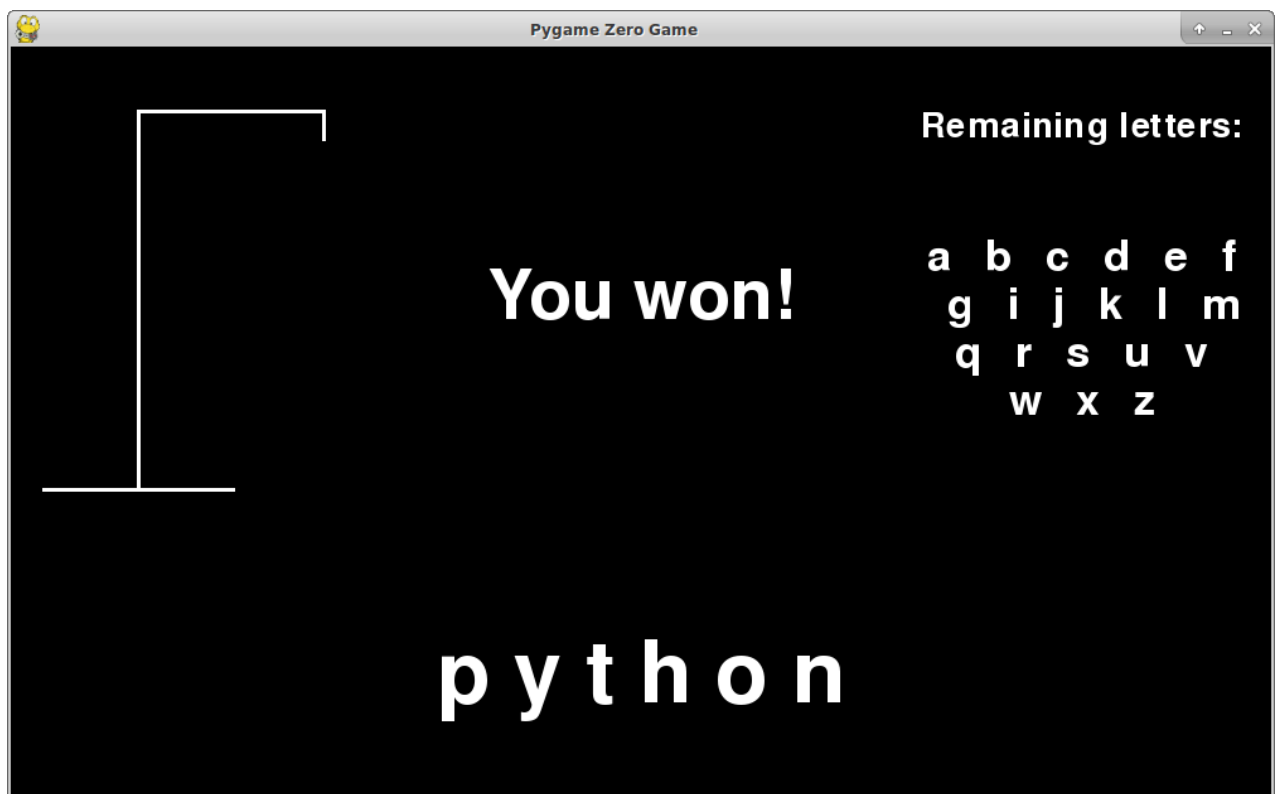 Pygame Zero Game
Remaining letters:
a b c d e f
g i j k l m
q r s u v
w x z
You won!
p y t h o n